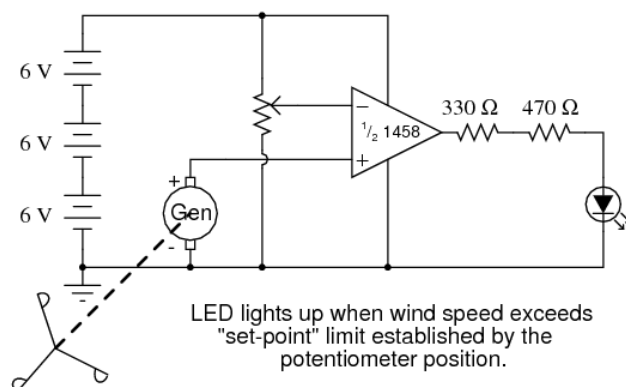 6 V
6 V
6 V
½ 1458
−
+
330 Ω 470 Ω
+
Gen
-
LED lights up when wind speed exceeds
"set-point" limit established by the
potentiometer position.